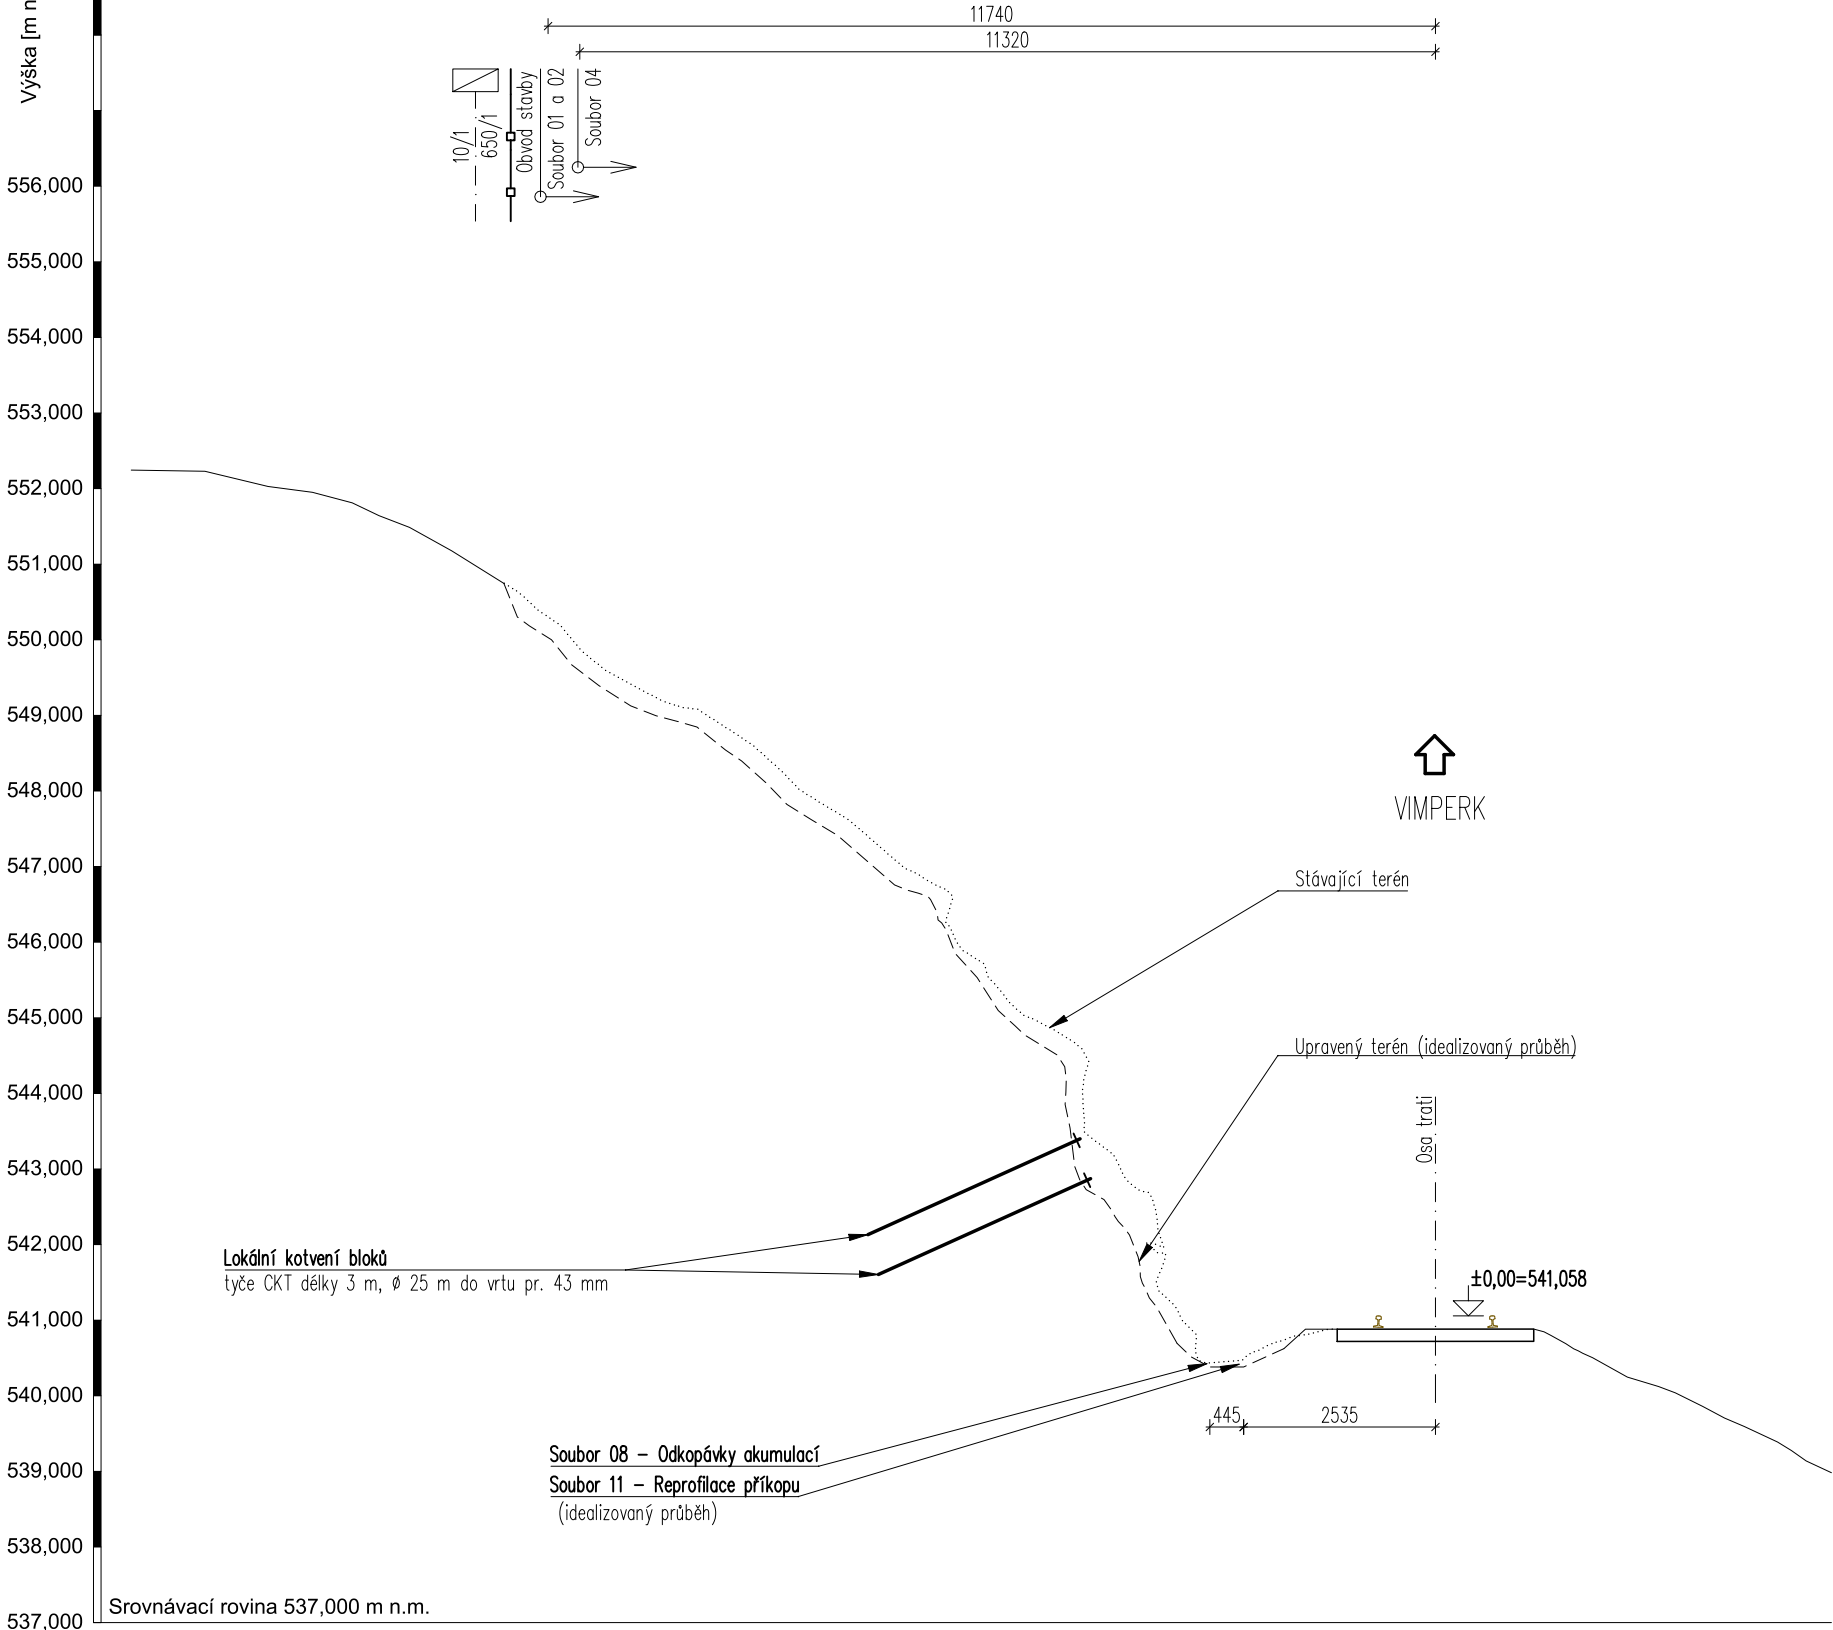 Výška [m n
11740
11320
10/1
650/1
Obvod stavby
Soubor 01 a 02
Soubor 04
556,000
555,000
554,000
553,000
552,000
551,000
550,000
549,000
548,000
547,000
546,000
545,000
544,000
543,000
542,000
541,000
540,000
539,000
538,000
537,000
VIMPERK
Stávající terén
Upravený terén (idealizovaný průběh)
Osa trati
Lokální kotvení bloků
tyče CKT délky 3 m, ø 25 m do vrtu pr. 43 mm
±0,00=541,058
445
2535
Soubor 08 – Odkopávky akumulací
Soubor 11 – Reprofilace příkopu
(idealizovaný průběh)
Srovnávací rovina 537,000 m n.m.